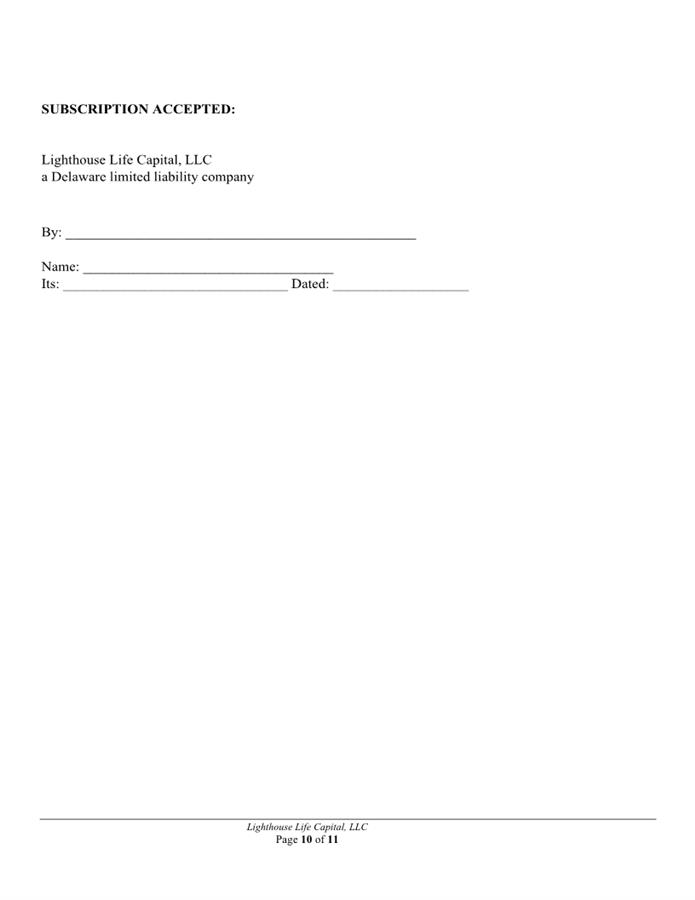 SUBSCRIPTION ACCEPTED:
Lighthouse Life Capital, LLC
a Delaware limited liability company
By: ______________________________________________
Name: _________________________________
Its: ______________________________ Dated: __________________
Lighthouse Life Capital, LLC
Page 10 of 11